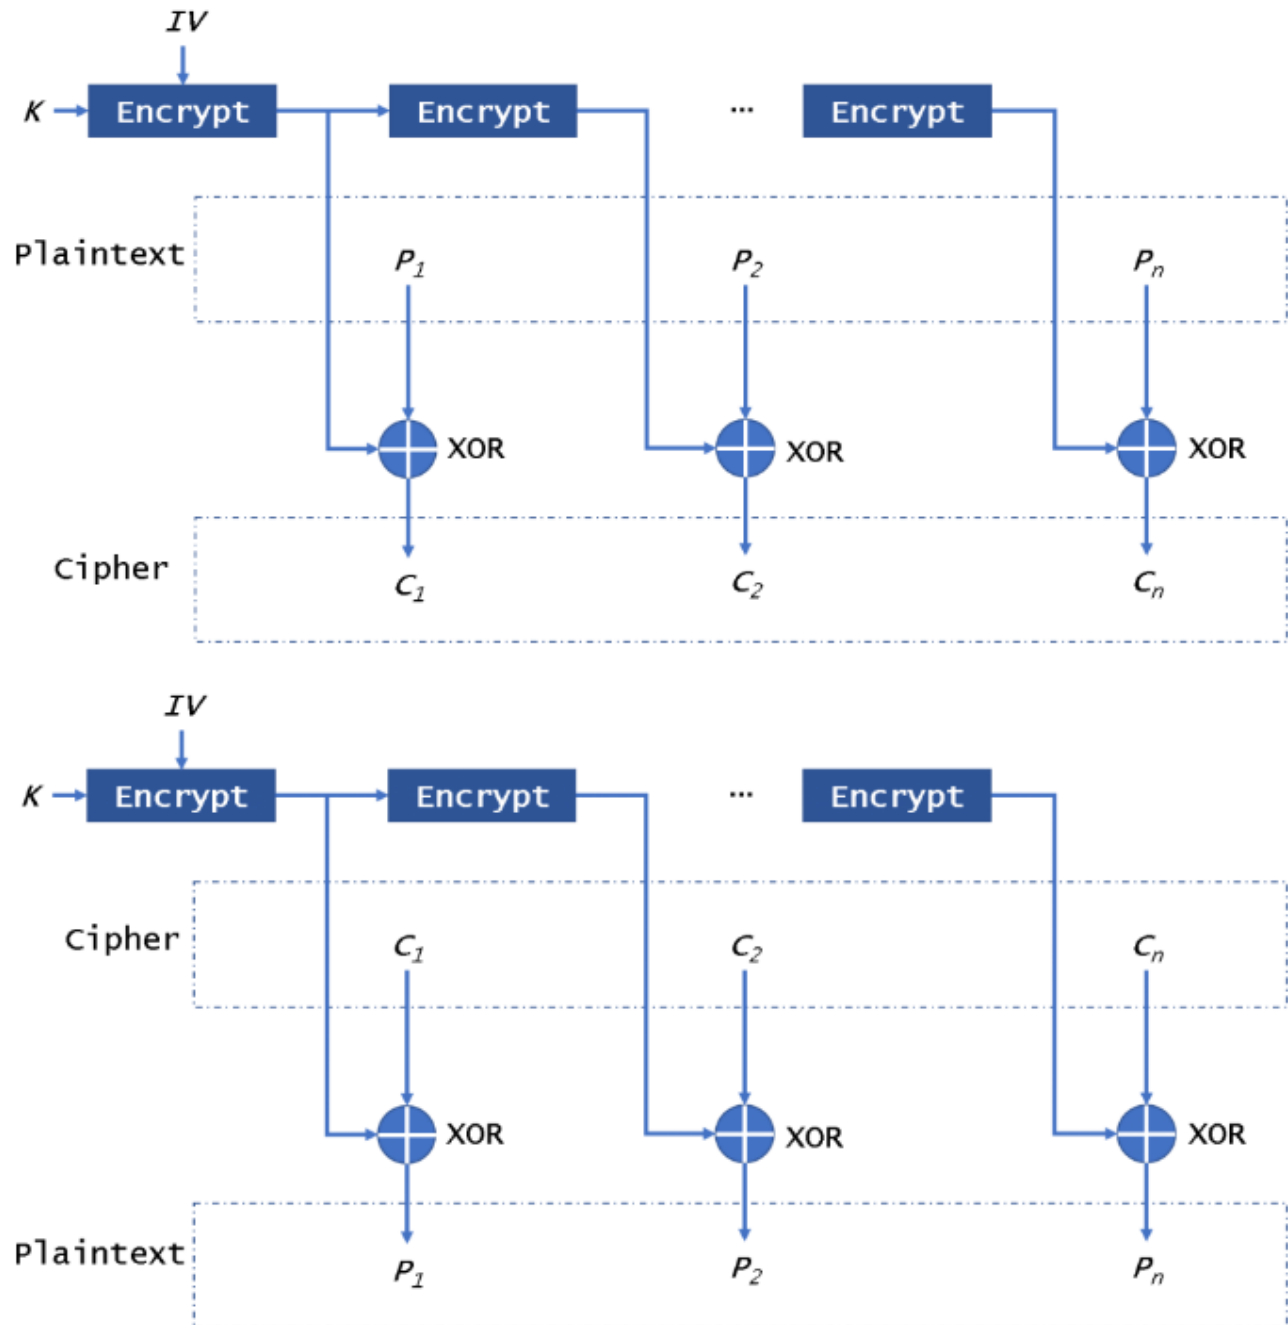 IV
K Encrypt Encrypt ... Encrypt
Plaintext P1 P2 Pn
XOR XOR XOR
Cipher C1 C2 Cn
IV
K Encrypt Encrypt ... Encrypt
Cipher C1 C2 Cn
XOR XOR XOR
Plaintext P1 P2 Pn